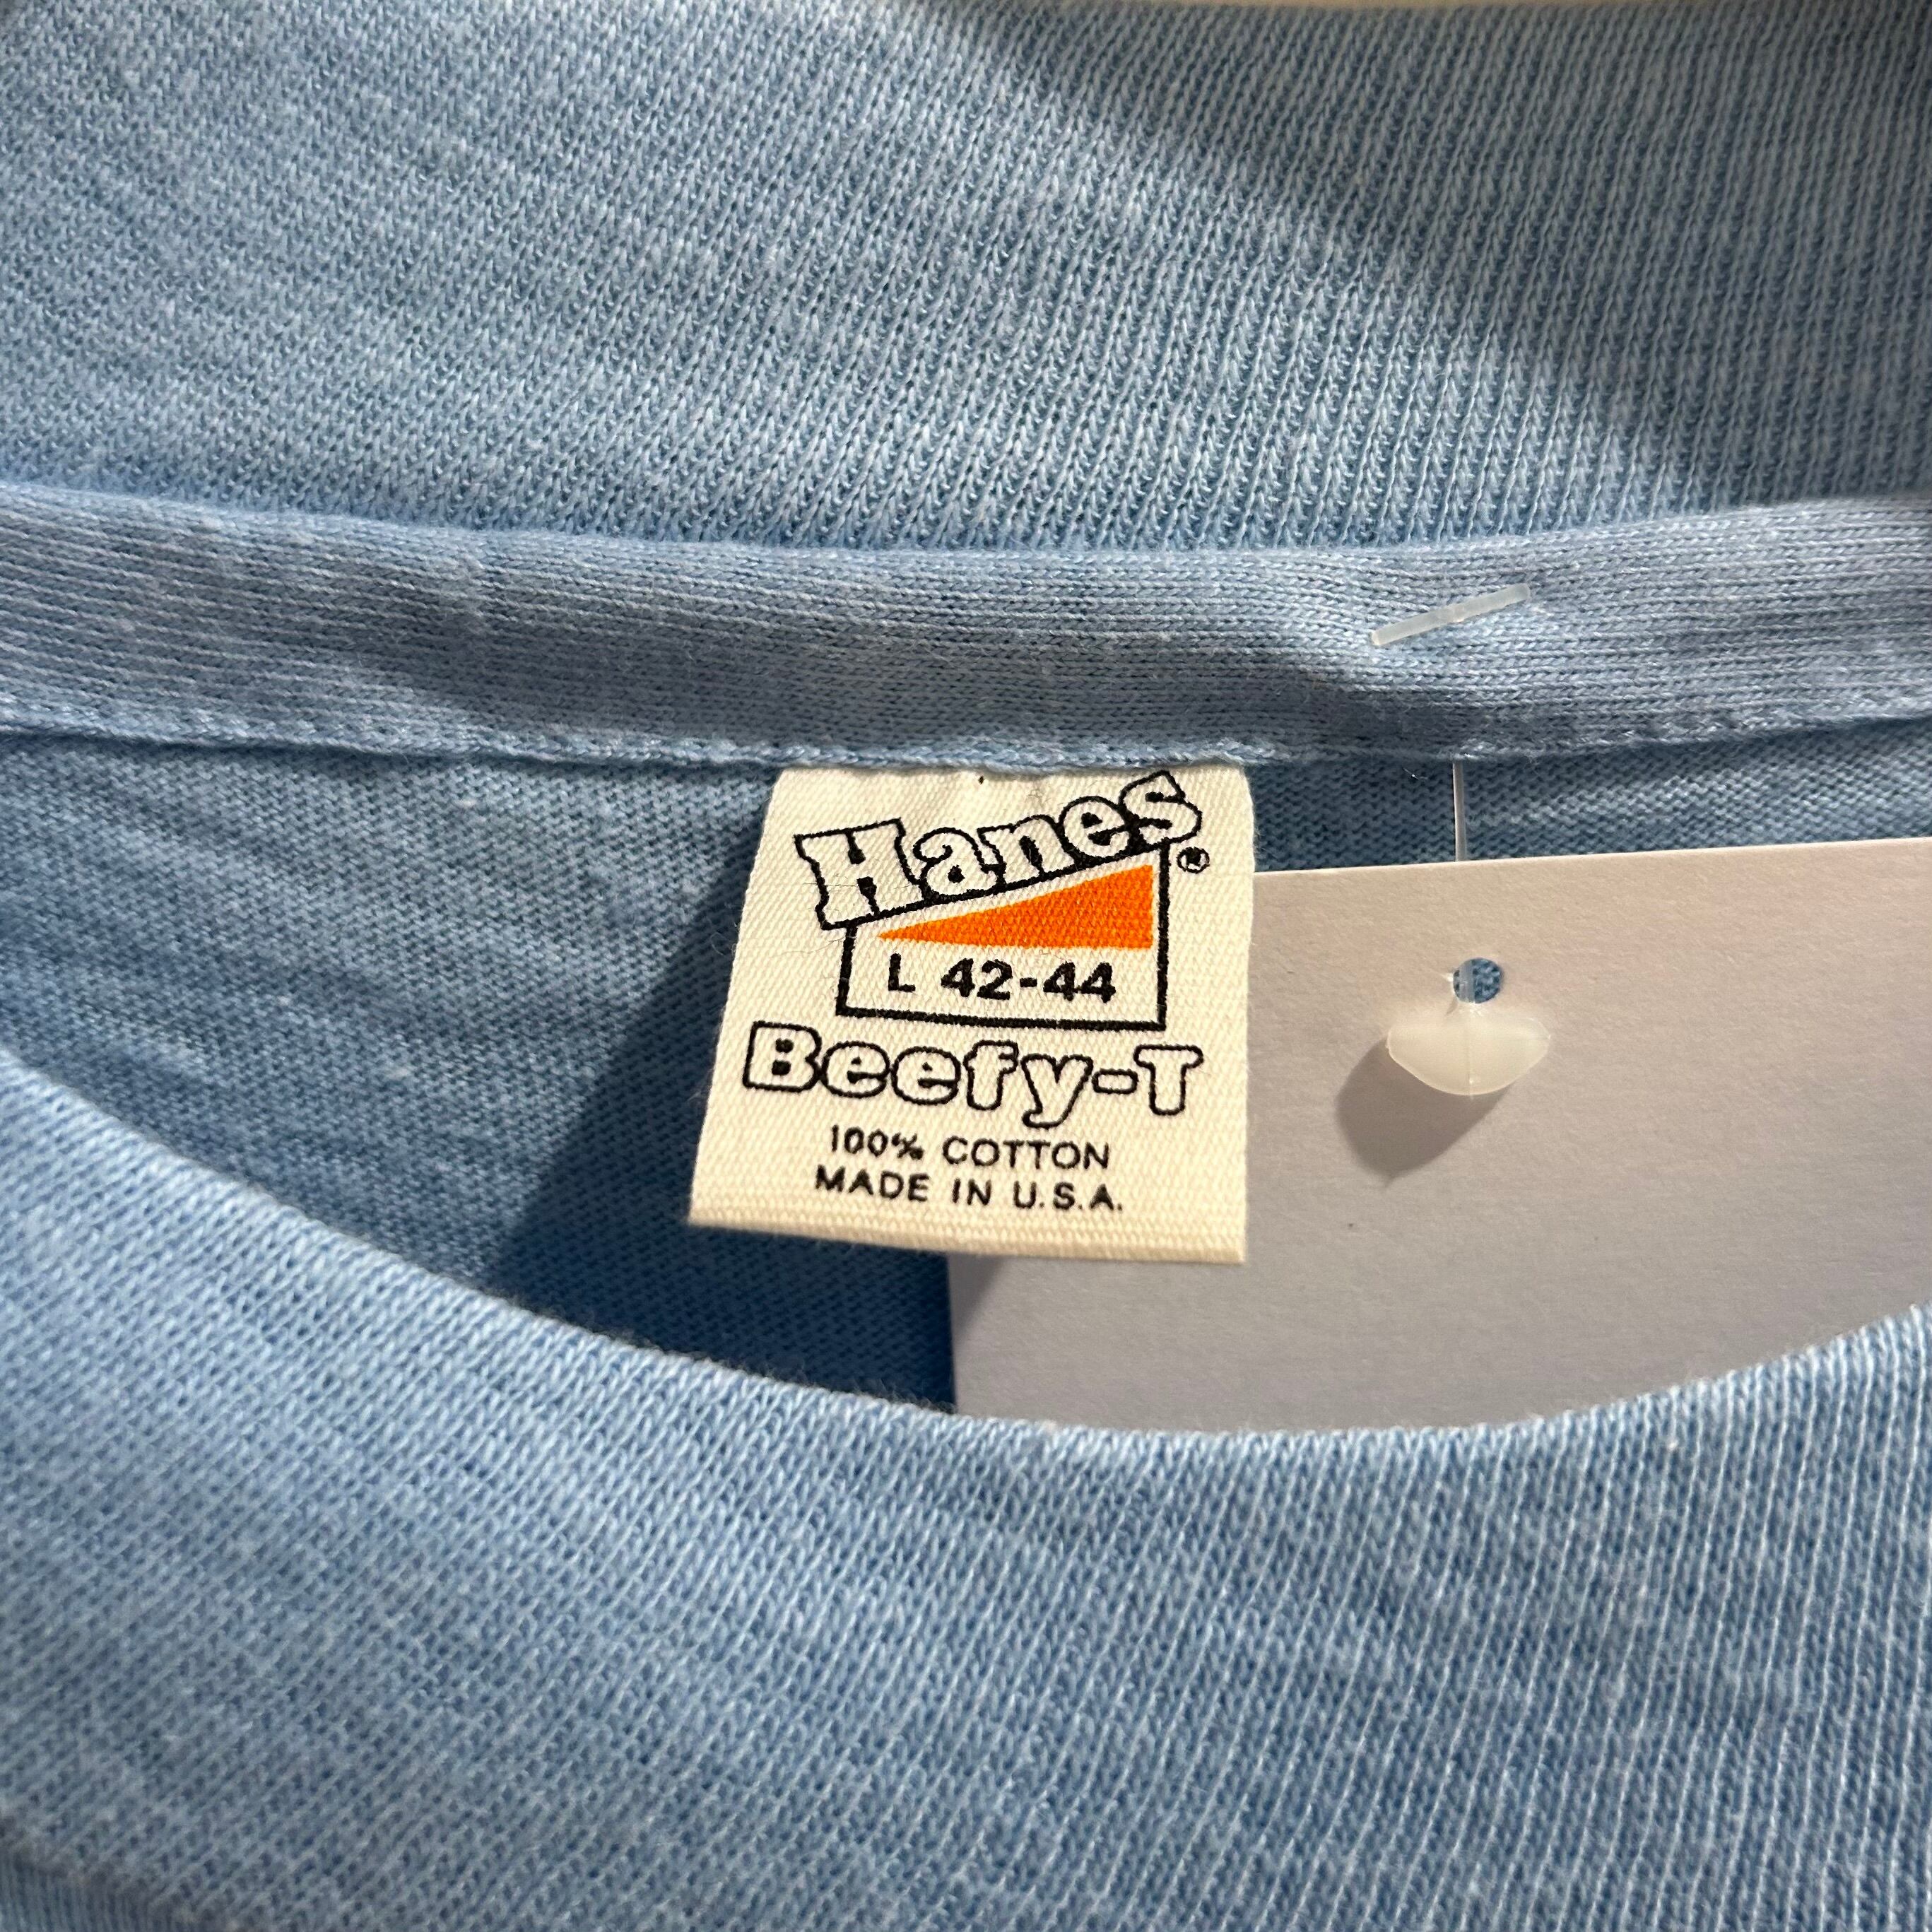 Hanes®
L 42-44
Beefy-T
100% COTTON
MADE IN U.S.A.